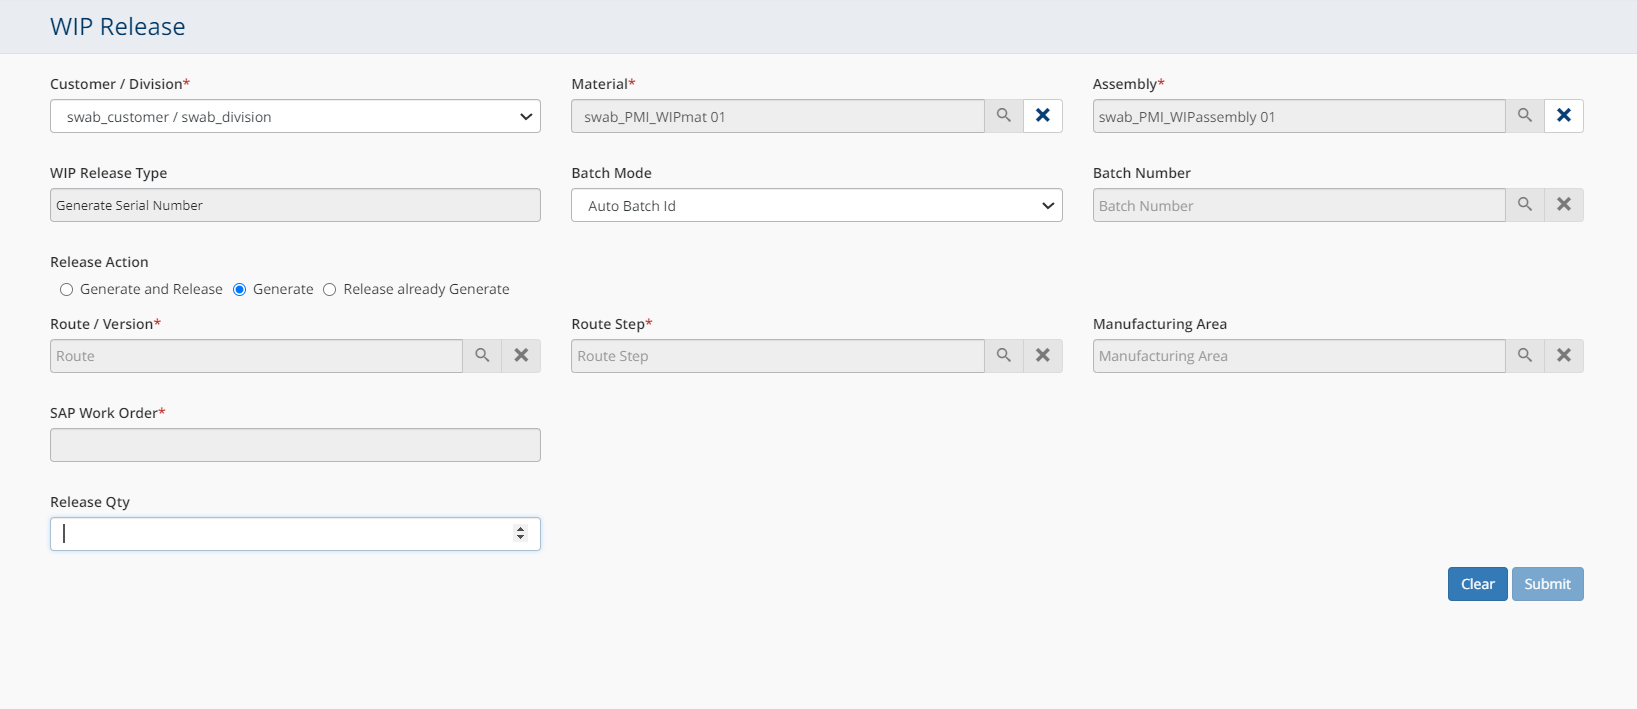 WIP Release
Customer / Division* Material* Assembly*
swab_customer / swab_division swab_PMI_WIPmat 01 swab_PMI_WIPassembly 01
WIP Release Type Batch Mode Batch Number
Generate Serial Number Auto Batch Id Batch Number
Release Action
Generate and Release Generate Release already Generate
Route / Version* Route Step* Manufacturing Area
Route Route Step Manufacturing Area
SAP Work Order*
Release Qty
Clear Submit